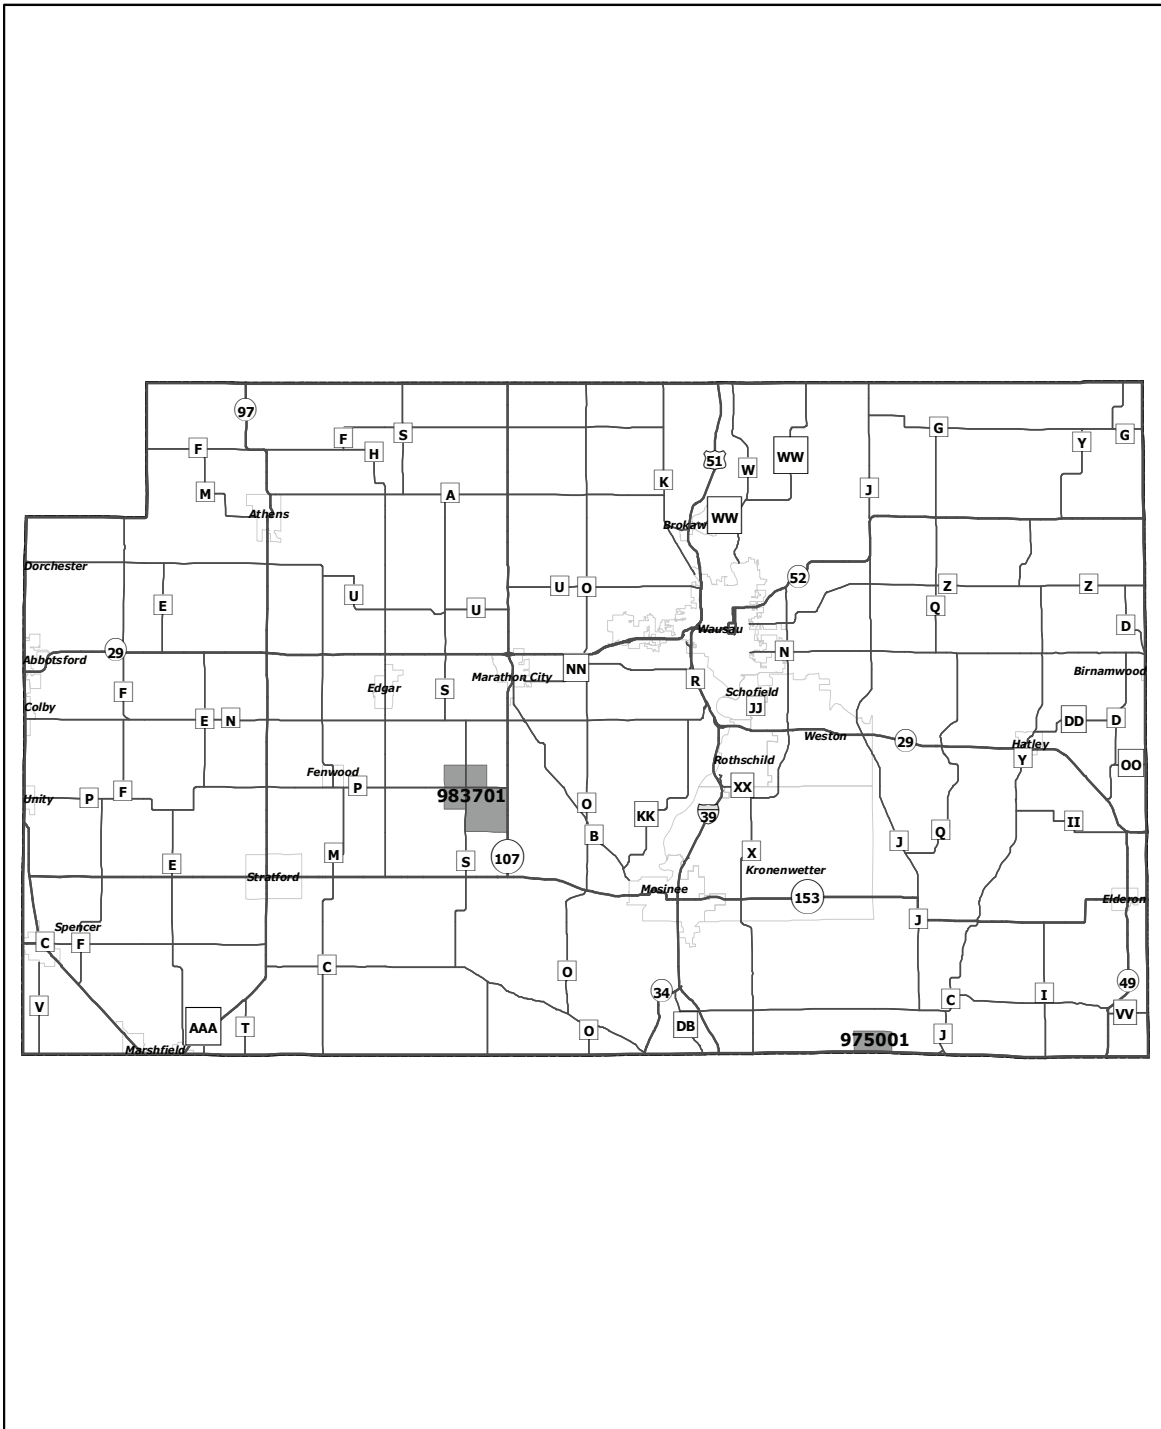 97
F
S
H
F
M
A
Athens
K
51
W
WW
WW
Brokaw
J
G
Y
G
Dorchester
E
U
U
U
O
52
Z
Q
Z
D
Wausau
29
Abbotsford
F
Edgar
S
Marathon City
NN
R
N
Schofield
JJ
Birnamwood
Colby
E
N
Weston
29
Hatley
DD
D
Y
OO
Fenwood
P
Rothschild
XX
Unity
P
F
983701
O
KK
39
B
II
Q
J
E
M
S
107
X
Kronenwetter
Stratford
Mosinee
153
Elderon
J
Spencer
C
F
C
O
34
49
V
AAA
T
Marshfield
O
DB
975001
C
J
I
VV